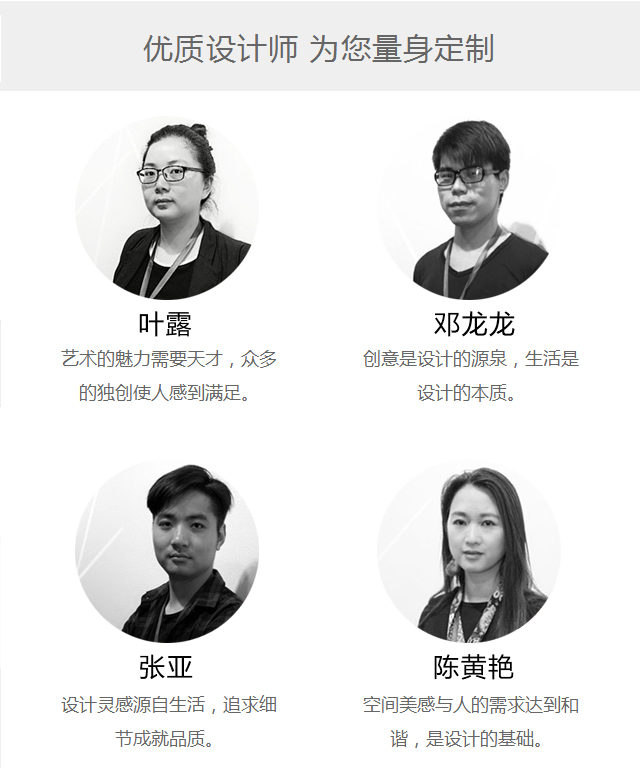 优质设计师 为您量身定制
叶露
艺术的魅力需要天才，众多
的独创使人感到满足。
邓龙龙
创意是设计的源泉，生活是
设计的本质。
张亚
设计灵感源自生活，追求细
节成就品质。
陈黄艳
空间美感与人的需求达到和
谐，是设计的基础。